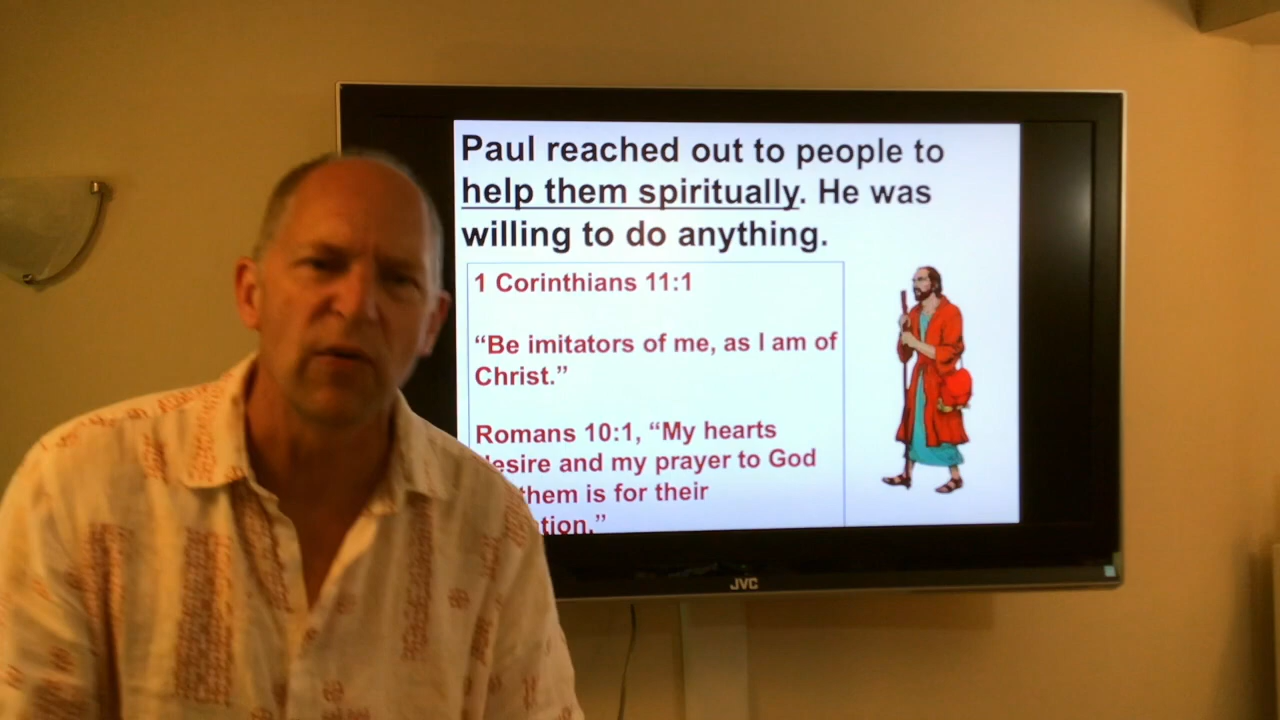 Paul reached out to people to
help them spiritually. He was
willing to do anything.
1 Corinthians 11:1
“Be imitators of me, as I am of
Christ.”
Romans 10:1, “My hearts
esire and my prayer to God
them is for their
tion.”
JVC